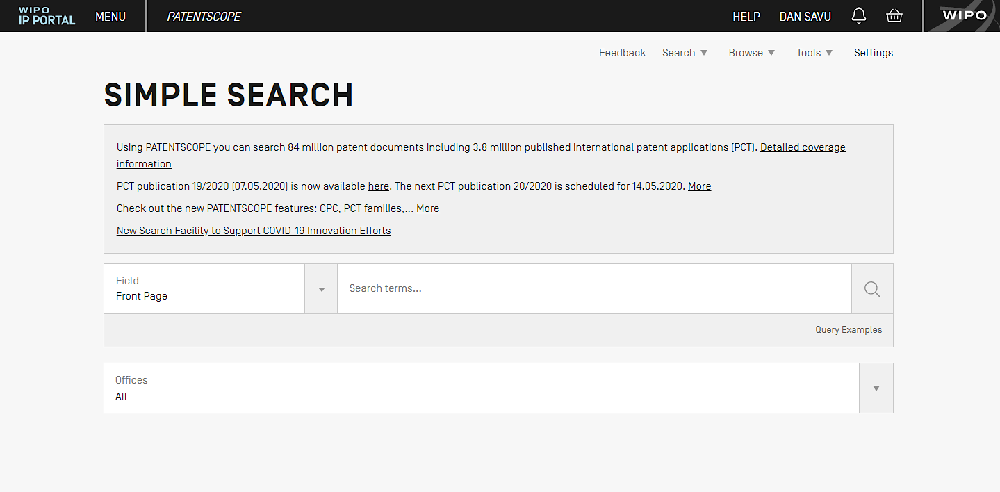 WIPO
IP PORTAL
MENU
PATENTSCOPE
HELP
DAN SAVU
WIPO
Feedback
Search
Browse
Tools
Settings
SIMPLE SEARCH
Using PATENTSCOPE you can search 84 million patent documents including 3.8 million published international patent applications (PCT). Detailed coverage
information
PCT publication 19/2020 (07.05.2020) is now available here. The next PCT publication 20/2020 is scheduled for 14.05.2020. More
Check out the new PATENTSCOPE features: CPC, PCT families,... More
New Search Facility to Support COVID-19 Innovation Efforts
Field
Front Page
Search terms...
Query Examples
Offices
All